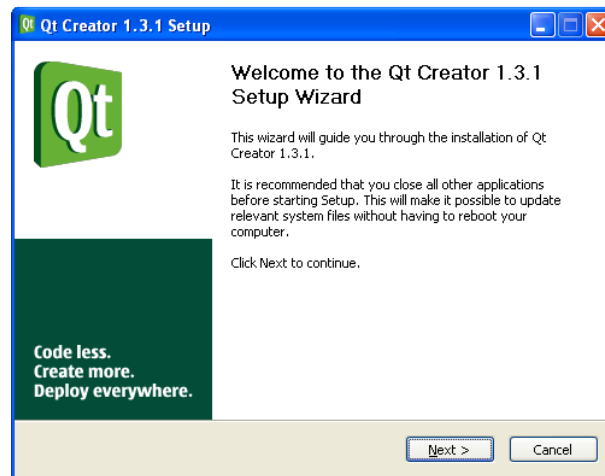 Qt Creator 1.3.1 Setup
Qt
Welcome to the Qt Creator 1.3.1
Setup Wizard
This wizard will guide you through the installation of Qt
Creator 1.3.1.
It is recommended that you close all other applications
before starting Setup. This will make it possible to update
relevant system files without having to reboot your
computer.
Click Next to continue.
Code less.
Create more.
Deploy everywhere.
Next >
Cancel